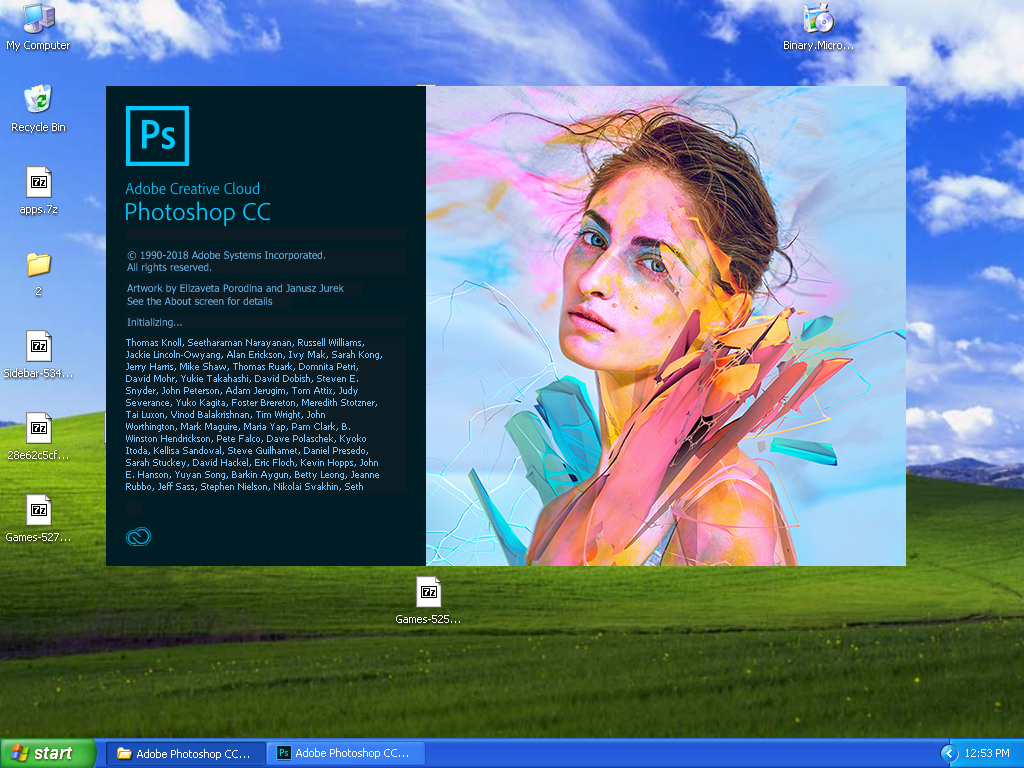 My Computer
Binary.Micro...
Recycle Bin
apps.7z
2
Sidebar-534...
28e62c5cf...
Games-527...
Ps
Adobe Creative Cloud
Photoshop CC
© 1990-2018 Adobe Systems Incorporated.
All rights reserved.
Artwork by Elizaveta Porodina and Janusz Jurek
See the About screen for details
Initializing...
Thomas Knoll, Seetharaman Narayanan, Russell Williams,
Jackie Lincoln-Owyang, Alan Erickson, Ivy Mak, Sarah Kong,
Jerry Harris, Mike Shaw, Thomas Ruark, Domnita Petri,
David Mohr, Yukie Takahashi, David Dobish, Steven E.
Snyder, John Peterson, Adam Jerugim, Tom Attix, Judy
Severance, Yuko Kagita, Foster Brereton, Meredith Stotzner,
Tai Luxon, Vinod Balakrishnan, Tim Wright, John
Worthington, Mark Maguire, Maria Yap, Pam Clark, B.
Winston Hendrickson, Pete Falco, Dave Polaschek, Kyoko
Itoda, Kellisa Sandoval, Steve Guilhamet, Daniel Presedo,
Sarah Stuckey, David Hackel, Eric Floch, Kevin Hopps, John
E. Hanson, Yuyan Song, Barkin Aygun, Betty Leong, Jeanne
Rubbo, Jeff Sass, Stephen Nielson, Nikolai Svakhin, Seth
7z
7z
7z
7z
7z
Games-525...
start
Adobe Photoshop CC...
Ps
Adobe Photoshop CC...
12:53 PM